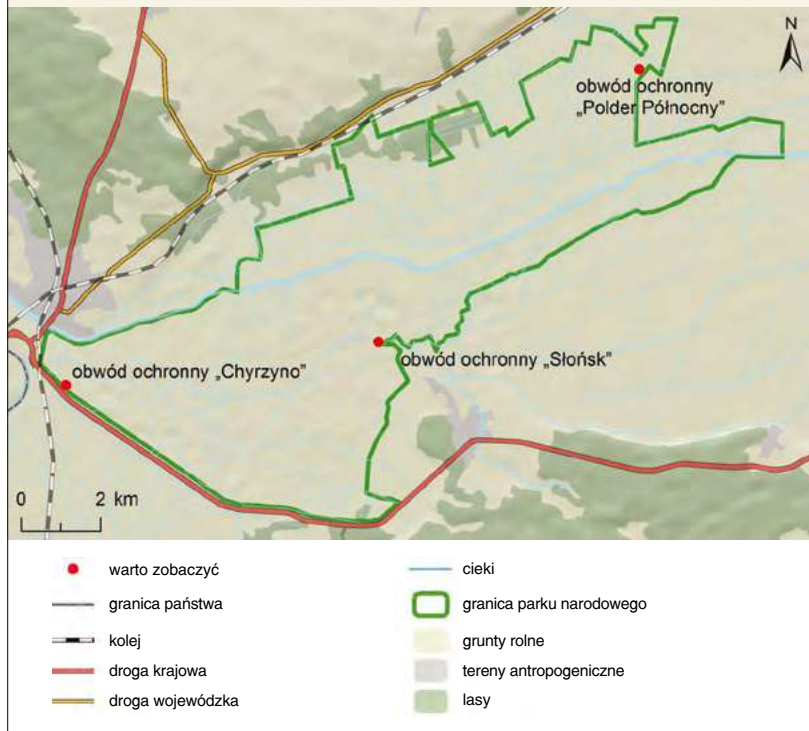 N
obwód ochronny
„Polder Północny”
obwód ochronny „Słońsk”
obwód ochronny „Chyrzyno”
0 2 km
warto zobaczyć
granica państwa
kolej
droga krajowa
droga wojewódzka
cieki
granica parku narodowego
grunty rolne
tereny antropogeniczne
lasy